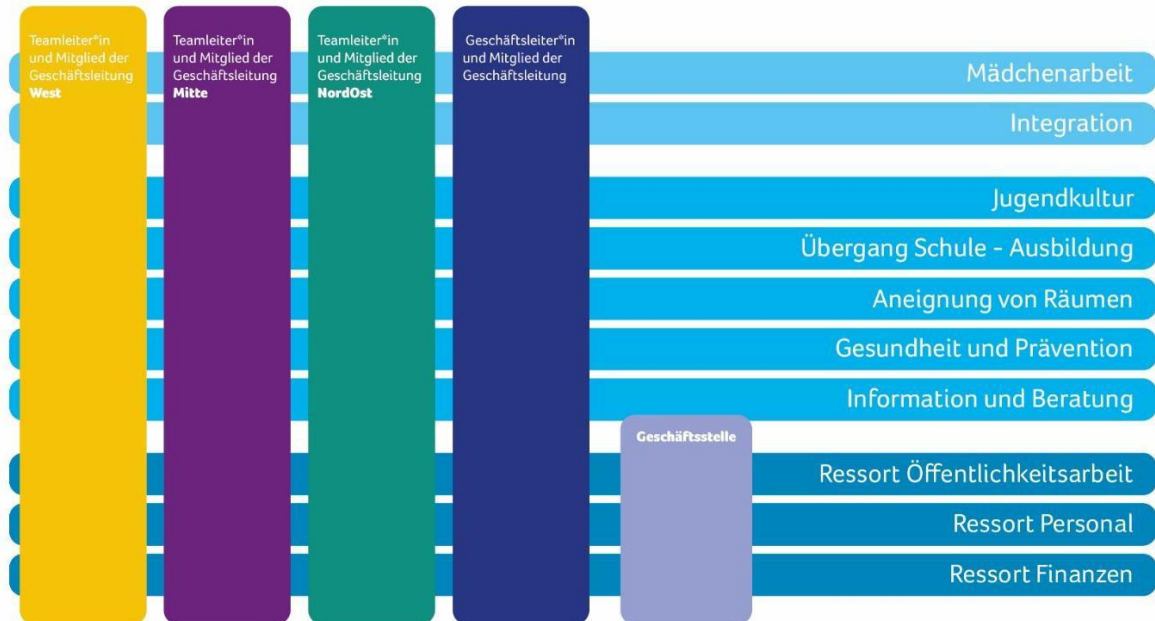 Teamleiter*in
und Mitglied der
Geschäftsleitung
West
Teamleiter*in
und Mitglied der
Geschäftsleitung
Mitte
Teamleiter*in
und Mitglied der
Geschäftsleitung
NordOst
Geschäftsleiter*in
und Mitglied der
Geschäftsleitung
Mädchenarbeit
Integration
Jugendkultur
Übergang Schule - Ausbildung
Aneignung von Räumen
Gesundheit und Prävention
Information und Beratung
Geschäftsstelle
Ressort Öffentlichkeitsarbeit
Ressort Personal
Ressort Finanzen